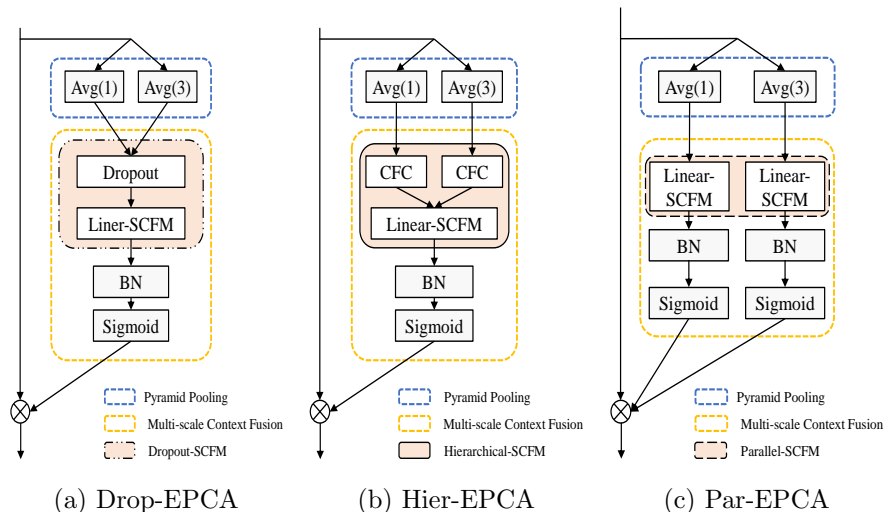 Avg(1) Avg(3)
Dropout
Liner-SCFM
BN
Sigmoid
Pyramid Pooling
Multi-scale Context Fusion
Dropout-SCFM
(a) Drop-EPCA
Avg(1) Avg(3)
CFC CFC
Linear-SCFM
BN
Sigmoid
Pyramid Pooling
Multi-scale Context Fusion
Hierarchical-SCFM
(b) Hier-EPCA
Avg(1) Avg(3)
Linear-
SCFM
Linear-
SCFM
BN BN
Sigmoid Sigmoid
Pyramid Pooling
Multi-scale Context Fusion
Parallel-SCFM
(c) Par-EPCA